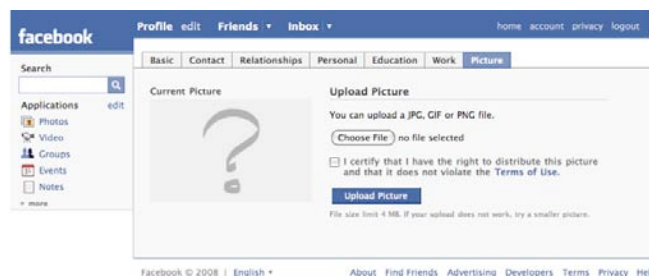 facebook
Profile edit Friends ▾ Inbox ▾
home account privacy logout
Search
Applications edit
Photos
Video
Groups
Events
Notes
▾ more
Basic Contact Relationships Personal Education Work Picture
Current Picture
?
Upload Picture
You can upload a JPG, GIF or PNG file.
Choose File no file selected
I certify that I have the right to distribute this picture
and that it does not violate the Terms of Use.
Upload Picture
File size limit 4 MB. If your upload does not work, try a smaller picture.
Facebook © 2008 | English ▾
About Find Friends Advertising Developers Terms Privacy Hel